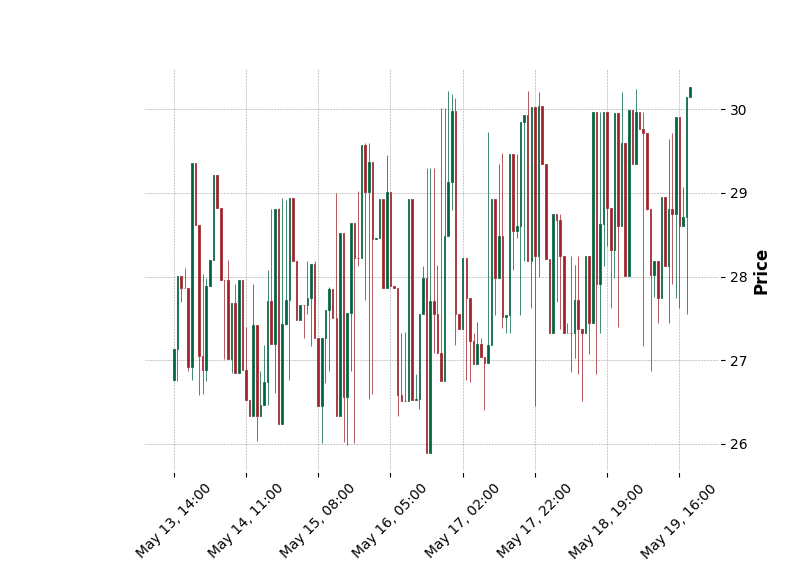 30
29
28
27
26
Price
May 13, 14:00
May 14, 11:00
May 15, 08:00
May 16, 05:00
May 17, 02:00
May 17, 22:00
May 18, 19:00
May 19, 16:00